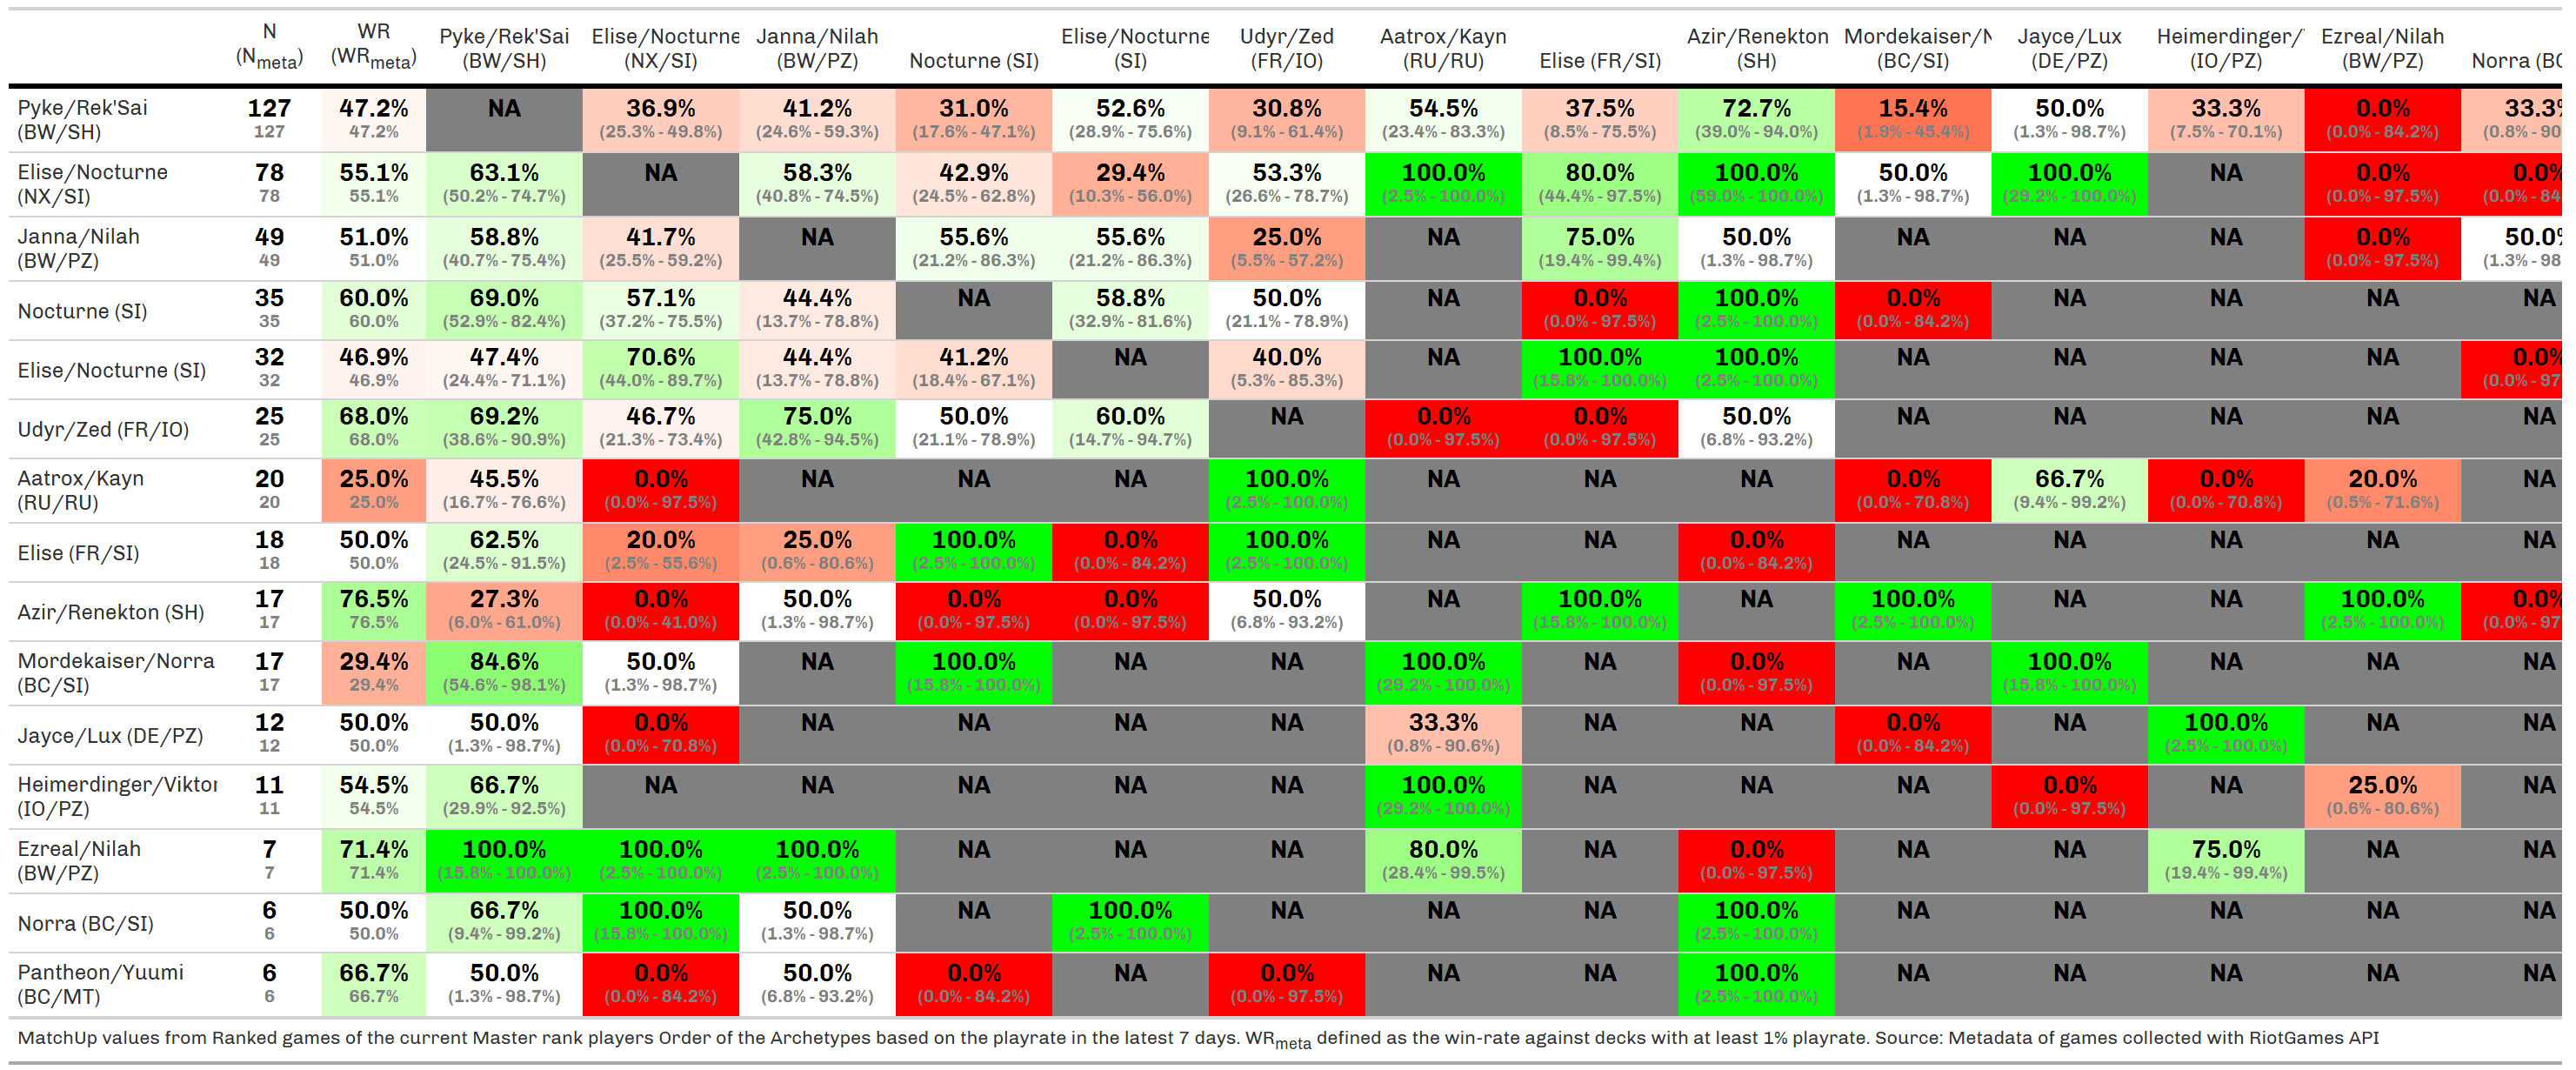 N WR Pyke/Rek'Sai Elise/Nocturne Janna/Nilah Elise/Nocturne Udyr/Zed Aatrox/Kayn Azir/Renekton Mordekaiser/N Jayce/Lux Heimerdinger/ Ezreal/Nilah
(Nmeta) (WRmeta) (BW/SH) (NX/SI) (BW/PZ) Nocturne (SI) (SI) (FR/IO) (RU/RU) Elise (FR/SI) (SH) (BC/SI) (DE/PZ) (IO/PZ) (BW/PZ) Norra (BC
Pyke/Rek'Sai 127 47.2% NA 36.9% 41.2% 31.0% 52.6% 30.8% 54.5% 37.5% 72.7% 15.4% 50.0% 33.3% 0.0% 33.3%
(BW/SH) 127 47.2% (25.3% - 49.8%) (24.6% - 59.3%) (17.6% - 47.1%) (28.9% - 75.6%) (9.1% - 61.4%) (23.4% - 83.3%) (8.5% - 75.5%) (39.0% - 94.0%) (1.9% - 45.4%) (1.3% - 98.7%) (7.5% - 70.1%) (0.0% - 84.2%) (0.8% - 90
Elise/Nocturne 78 55.1% 63.1% NA 58.3% 42.9% 29.4% 53.3% 100.0% 80.0% 100.0% 50.0% 100.0% NA 0.0% 0.0%
(NX/SI) 78 55.1% (50.2% - 74.7%) (40.8% - 74.5%) (24.5% - 62.8%) (10.3% - 56.0%) (26.6% - 78.7%) (2.5% - 100.0%) (44.4% - 97.5%) (59.0% - 100.0%) (1.3% - 98.7%) (29.2% - 100.0%) (0.0% - 97.5%) (0.0% - 84
Janna/Nilah 49 51.0% 58.8% 41.7% NA 55.6% 55.6% 25.0% NA 75.0% 50.0% NA NA NA 0.0% 50.0%
(BW/PZ) 49 51.0% (40.7% - 75.4%) (25.5% - 59.2%) (21.2% - 86.3%) (21.2% - 86.3%) (5.5% - 57.2%) (19.4% - 99.4%) (1.3% - 98.7%) (0.0% - 97.5%) (1.3% - 98
Nocturne (SI) 35 60.0% 69.0% 57.1% 44.4% NA 58.8% 50.0% NA 0.0% 100.0% 0.0% NA NA NA NA
35 60.0% (52.9% - 82.4%) (37.2% - 75.5%) (13.7% - 78.8%) (32.9% - 81.6%) (21.1% - 78.9%) (0.0% - 97.5%) (2.5% - 100.0%) (0.0% - 84.2%)
Elise/Nocturne (SI) 32 46.9% 47.4% 70.6% 44.4% 41.2% NA 40.0% NA 100.0% 100.0% NA NA NA NA 0.0%
32 46.9% (24.4% - 71.1%) (44.0% - 89.7%) (13.7% - 78.8%) (18.4% - 67.1%) (5.3% - 85.3%) (15.8% - 100.0%) (2.5% - 100.0%) (0.0% - 97
Udyr/Zed (FR/IO) 25 68.0% 69.2% 46.7% 75.0% 50.0% 60.0% NA 0.0% 0.0% 50.0% NA NA NA NA NA
25 68.0% (38.6% - 90.9%) (21.3% - 73.4%) (42.8% - 94.5%) (21.1% - 78.9%) (14.7% - 94.7%) (0.0% - 97.5%) (0.0% - 97.5%) (6.8% - 93.2%)
Aatrox/Kayn 20 25.0% 45.5% 0.0% NA NA NA 100.0% NA NA NA 0.0% 66.7% 0.0% 20.0% NA
(RU/RU) 20 25.0% (16.7% - 76.6%) (0.0% - 97.5%) (2.5% - 100.0%) (0.0% - 70.8%) (9.4% - 99.2%) (0.0% - 70.8%) (0.5% - 71.6%)
Elise (FR/SI) 18 50.0% 62.5% 20.0% 25.0% 100.0% 0.0% 100.0% NA NA 0.0% NA NA NA NA NA
18 50.0% (24.5% - 91.5%) (2.5% - 55.6%) (0.6% - 80.6%) (2.5% - 100.0%) (0.0% - 84.2%) (2.5% - 100.0%) (0.0% - 84.2%)
Azir/Renekton (SH) 17 76.5% 27.3% 0.0% 50.0% 0.0% 0.0% 50.0% NA 100.0% NA 100.0% NA NA 100.0% 0.0%
17 76.5% (6.0% - 61.0%) (0.0% - 41.0%) (1.3% - 98.7%) (0.0% - 97.5%) (0.0% - 97.5%) (6.8% - 93.2%) (15.8% - 100.0%) (2.5% - 100.0%) (2.5% - 100.0%) (0.0% - 97
Mordekaiser/Norra 17 29.4% 84.6% 50.0% NA 100.0% NA NA 100.0% NA 0.0% NA 100.0% NA NA NA
(BC/SI) 17 29.4% (54.6% - 98.1%) (1.3% - 98.7%) (15.8% - 100.0%) (29.2% - 100.0%) (0.0% - 97.5%) (15.8% - 100.0%)
Jayce/Lux (DE/PZ) 12 50.0% 50.0% 0.0% NA NA NA NA 33.3% NA NA 0.0% NA 100.0% NA NA
12 50.0% (1.3% - 98.7%) (0.0% - 70.8%) (0.8% - 90.6%) (0.0% - 84.2%) (2.5% - 100.0%)
Heimerdinger/Viktor 11 54.5% 66.7% NA NA NA NA NA 100.0% NA NA NA 0.0% NA 25.0% NA
(IO/PZ) 11 54.5% (29.9% - 92.5%) (29.2% - 100.0%) (0.0% - 97.5%) (0.6% - 80.6%)
Ezreal/Nilah 7 71.4% 100.0% 100.0% 100.0% NA NA NA 80.0% NA 0.0% NA NA 75.0% NA NA
(BW/PZ) 7 71.4% (15.8% - 100.0%) (2.5% - 100.0%) (2.5% - 100.0%) (28.4% - 99.5%) (0.0% - 97.5%) (19.4% - 99.4%)
Norra (BC/SI) 6 50.0% 66.7% 100.0% 50.0% NA 100.0% NA NA NA 100.0% NA NA NA NA NA
6 50.0% (9.4% - 99.2%) (15.8% - 100.0%) (1.3% - 98.7%) (2.5% - 100.0%) (2.5% - 100.0%)
Pantheon/Yuumi 6 66.7% 50.0% 0.0% 50.0% 0.0% NA 0.0% NA NA 100.0% NA NA NA NA NA
(BC/MT) 6 66.7% (1.3% - 98.7%) (0.0% - 84.2%) (6.8% - 93.2%) (0.0% - 84.2%) (0.0% - 97.5%) (2.5% - 100.0%)
MatchUp values from Ranked games of the current Master rank players Order of the Archetypes based on the playrate in the latest 7 days. WRmeta defined as the win-rate against decks with at least 1% playrate. Source: Metadata of games collected with RiotGames API